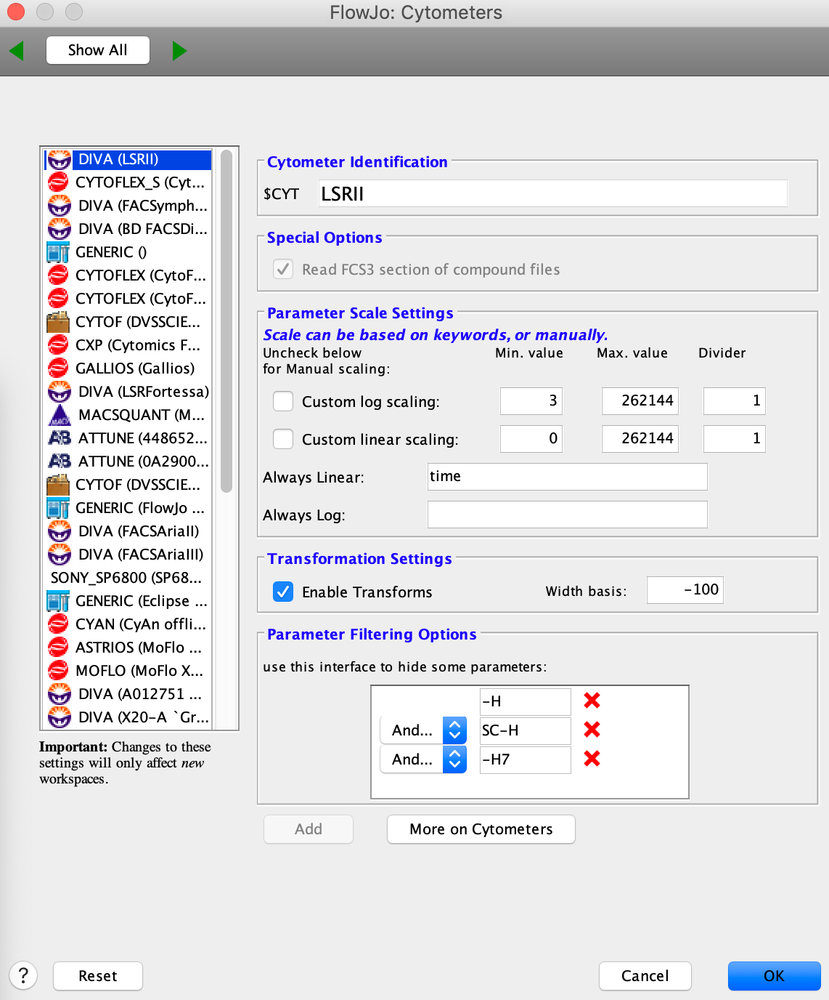 FlowJo: Cytometers
Show All
DIVA (LSRII)
CYTOFLEX_S (Cyt...
DIVA (FACSymph...
DIVA (BD FACSDi...
GENERIC ()
CYTOFLEX (CytoF...
CYTOFLEX (CytoF...
CYTOF (DVSSCIE...
CXP (Cytomics F...
GALLIOS (Gallios)
DIVA (LSRFortessa)
MACSQUANT (M...
ATTUNE (448652...
ATTUNE (0A2900...
CYTOF (DVSSCIE...
GENERIC (FlowJo ...
DIVA (FACSAriaII)
DIVA (FACSAriaIII)
SONY_SP6800 (SP68...
GENERIC (Eclipse ...
CYAN (CyAn offli...
ASTRIOS (MoFlo ...
MOFLO (MoFlo X...
DIVA (A012751 ...
DIVA (X20-A `Gr...
Important: Changes to these
settings will only affect new
workspaces.
Cytometer Identification
$CYT LSRII
Special Options
Read FCS3 section of compound files
Parameter Scale Settings
Scale can be based on keywords, or manually.
Uncheck below Min. value Max. value Divider
for Manual scaling:
Custom log scaling: 3 262144 1
Custom linear scaling: 0 262144 1
Always Linear: time
Always Log:
Transformation Settings
Enable Transforms Width basis: -100
Parameter Filtering Options
use this interface to hide some parameters:
-H
And... SC-H
And... -H7
Add More on Cytometers
? Reset Cancel OK